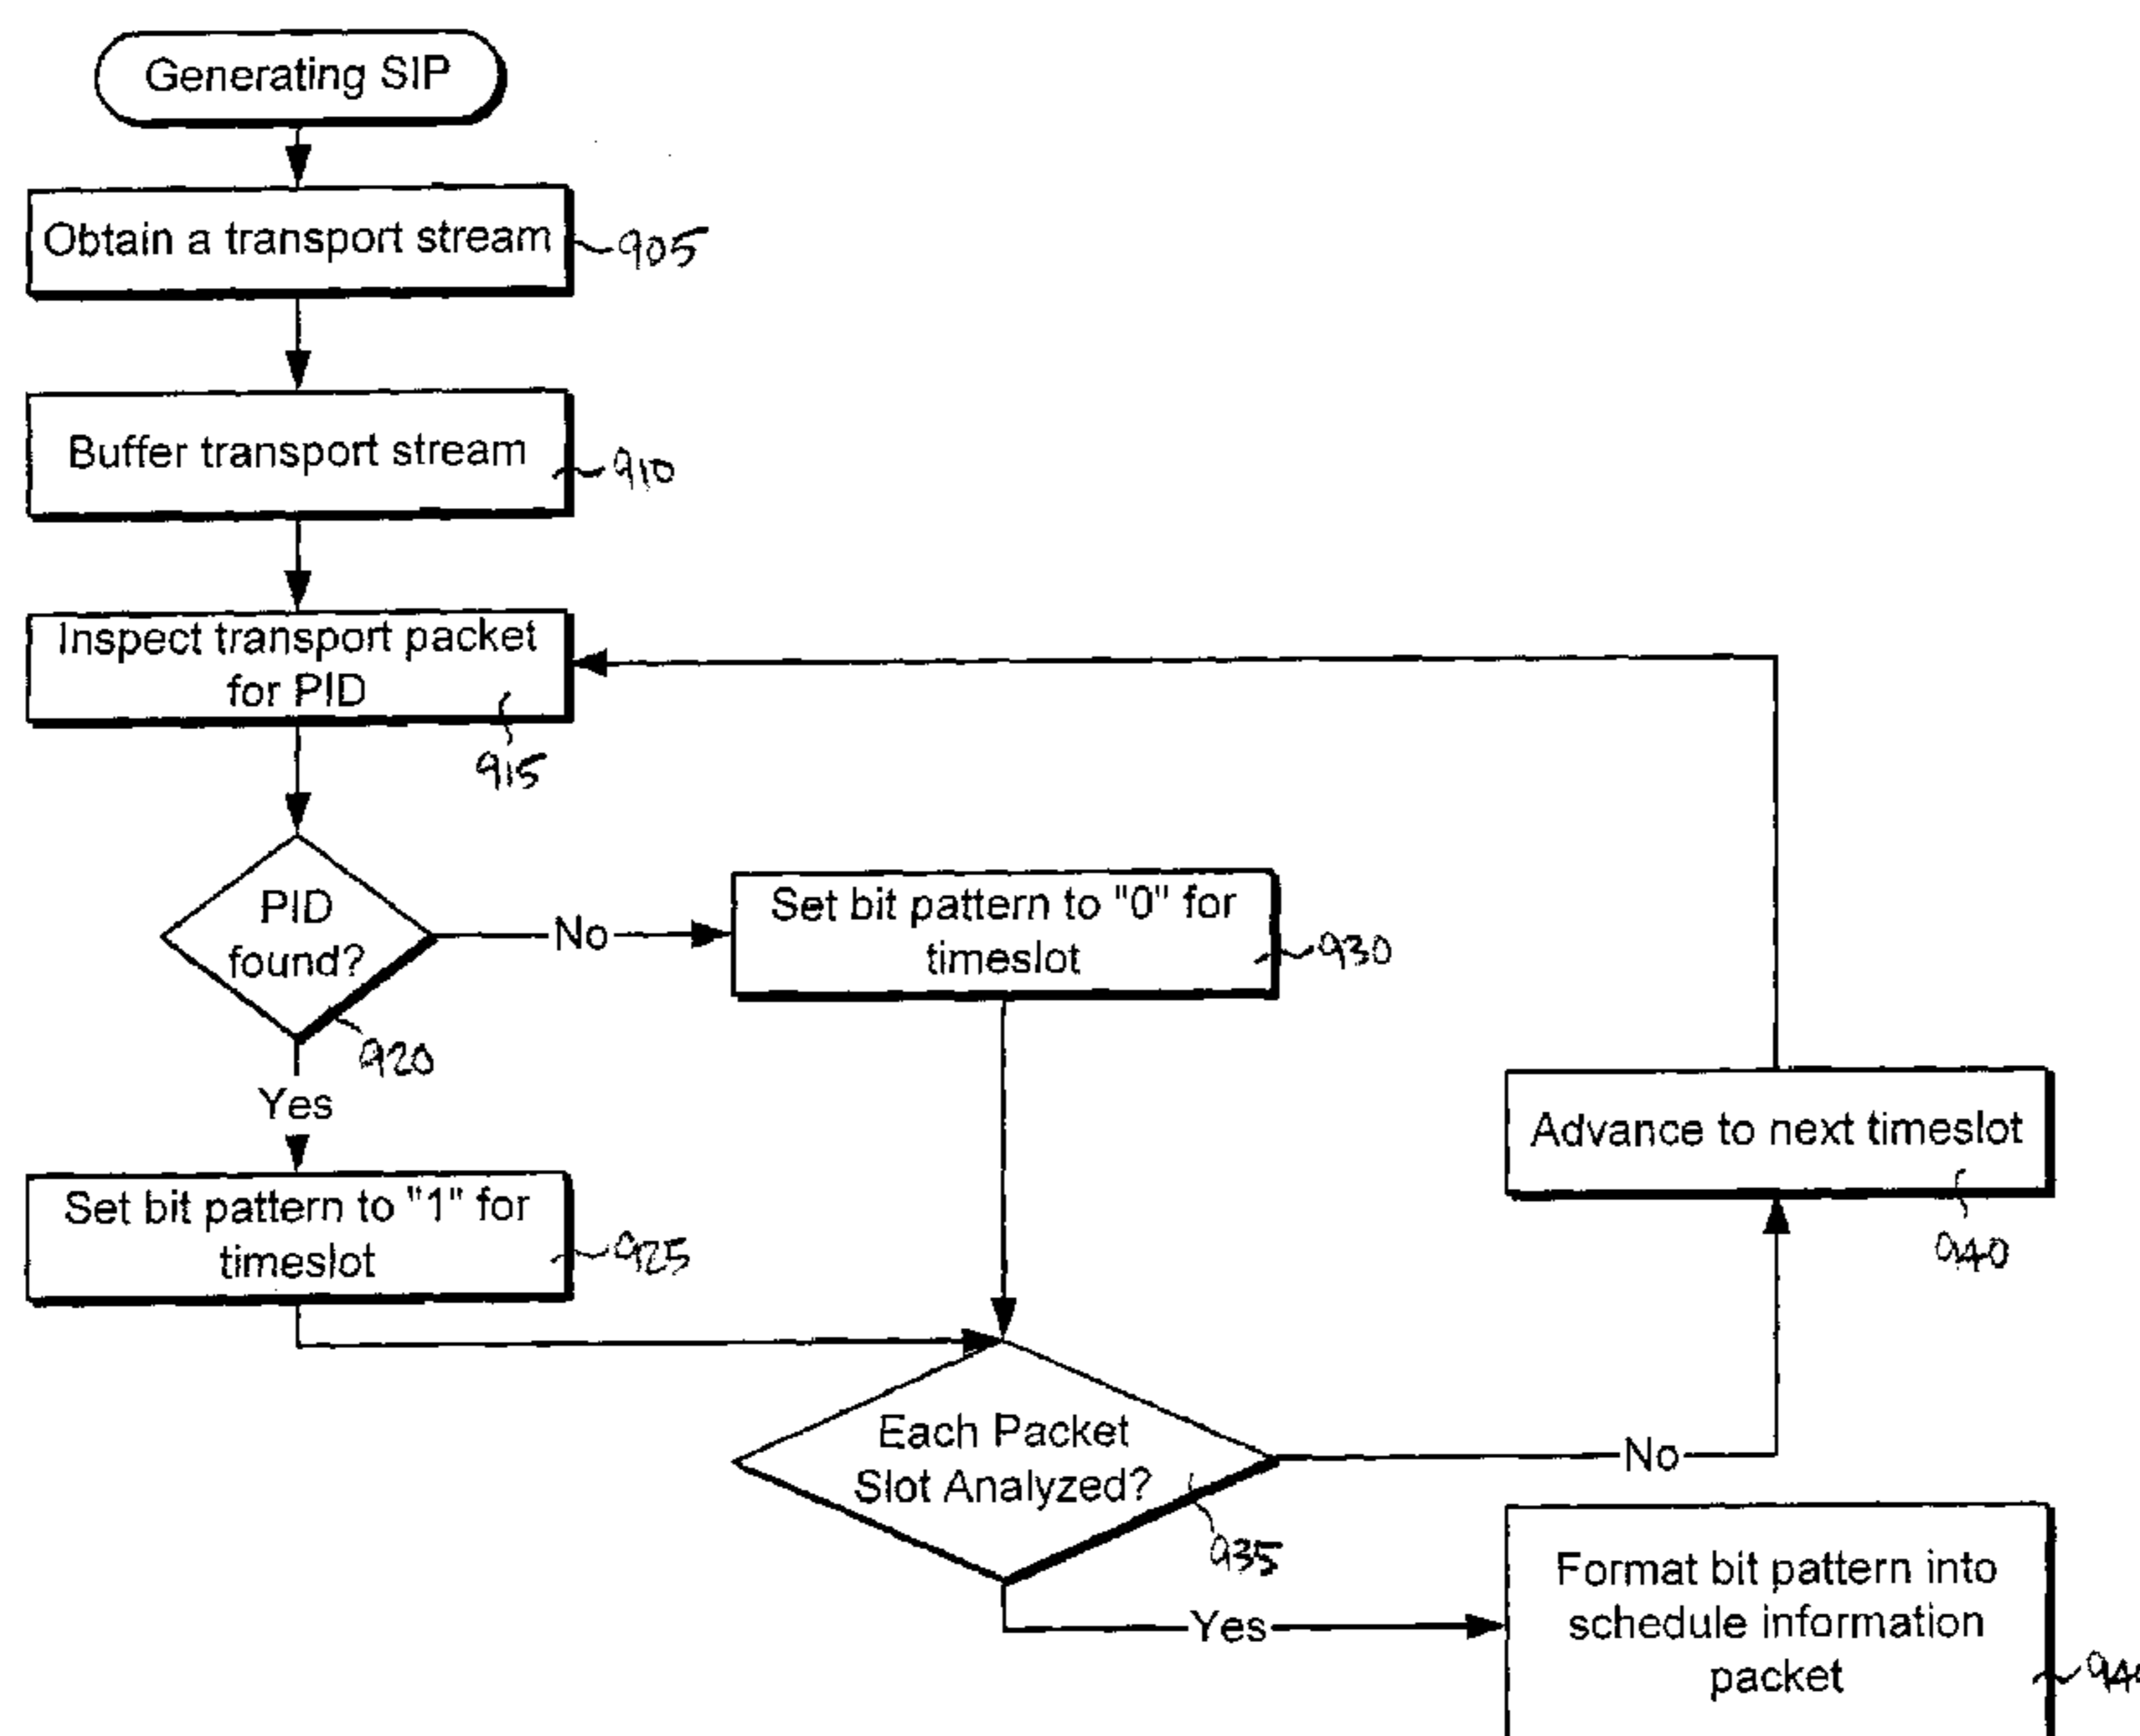 Generating SIP
Obtain a transport stream
905
Buffer transport stream
910
Inspect transport packet
for PID
915
PID
found?
No
Set bit pattern to "0" for
timeslot
930
920
Yes
Set bit pattern to "1" for
timeslot
925
Advance to next timeslot
940
Each Packet
Slot Analyzed?
935
No
Yes
Format bit pattern into
schedule information
packet